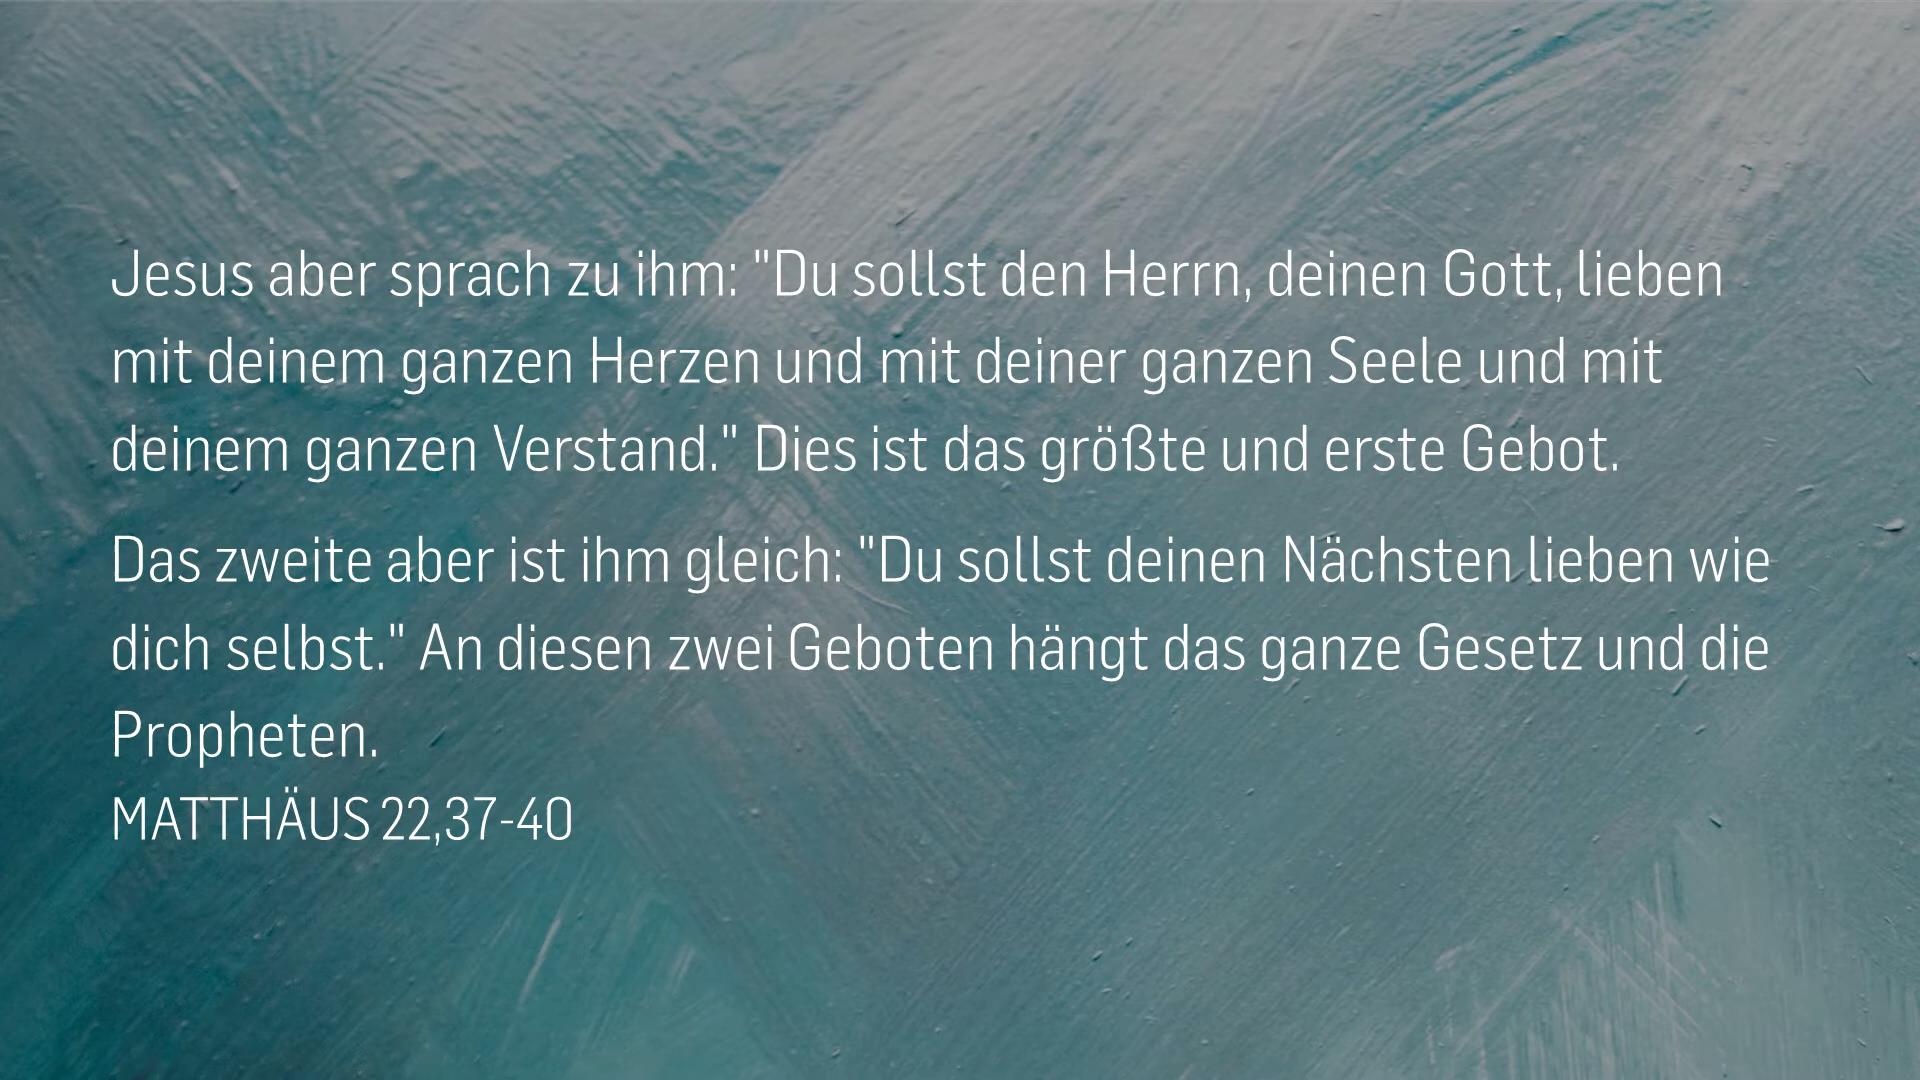 Jesus aber sprach zu ihm: "Du sollst den Herrn, deinen Gott, lieben
mit deinem ganzen Herzen und mit deiner ganzen Seele und mit
deinem ganzen Verstand." Dies ist das größte und erste Gebot.
Das zweite aber ist ihm gleich: "Du sollst deinen Nächsten lieben wie
dich selbst." An diesen zwei Geboten hängt das ganze Gesetz und die
Propheten.
MATTHÄUS 22,37-40